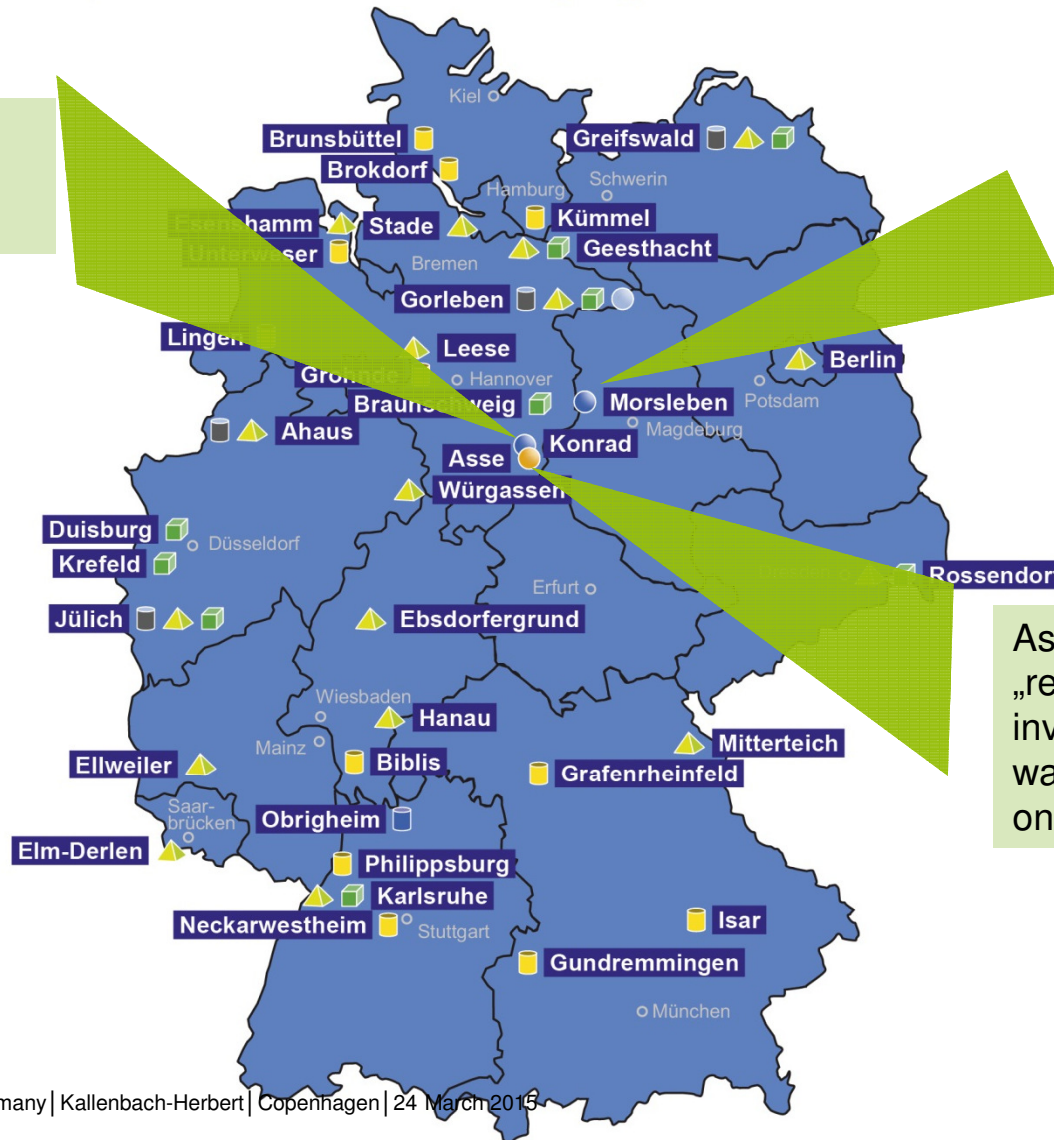 Kiel
Brunsbüttel
Greifswald
Brokdorf
Hamburg
Schwerin
Kümmel
Esenshamm
Stade
Unterweser
Geesthacht
Bremen
Gorleben
Lingen
Leese
Berlin
Grohnde
Hannover
Potsdam
Braunschweig
Morsleben
Magdeburg
Ahaus
Konrad
Asse
Würgassen
Duisburg
Düsseldorf
Krefeld
Rossendorf
Erfurt
Jülich
Ebsdorfergrund
As
„re
inv
wa
on
Wiesbaden
Hanau
Mainz
Mitterteich
Ellweiler
Biblis
Grafenrheinfeld
Saar-
brücken
Obrigheim
Elm-Derlen
Philippsburg
Karlsruhe
Neckarwestheim
Stuttgart
Isar
Gundremmingen
München
many | Kallenbach-Herbert | Copenhagen | 24 March 2015